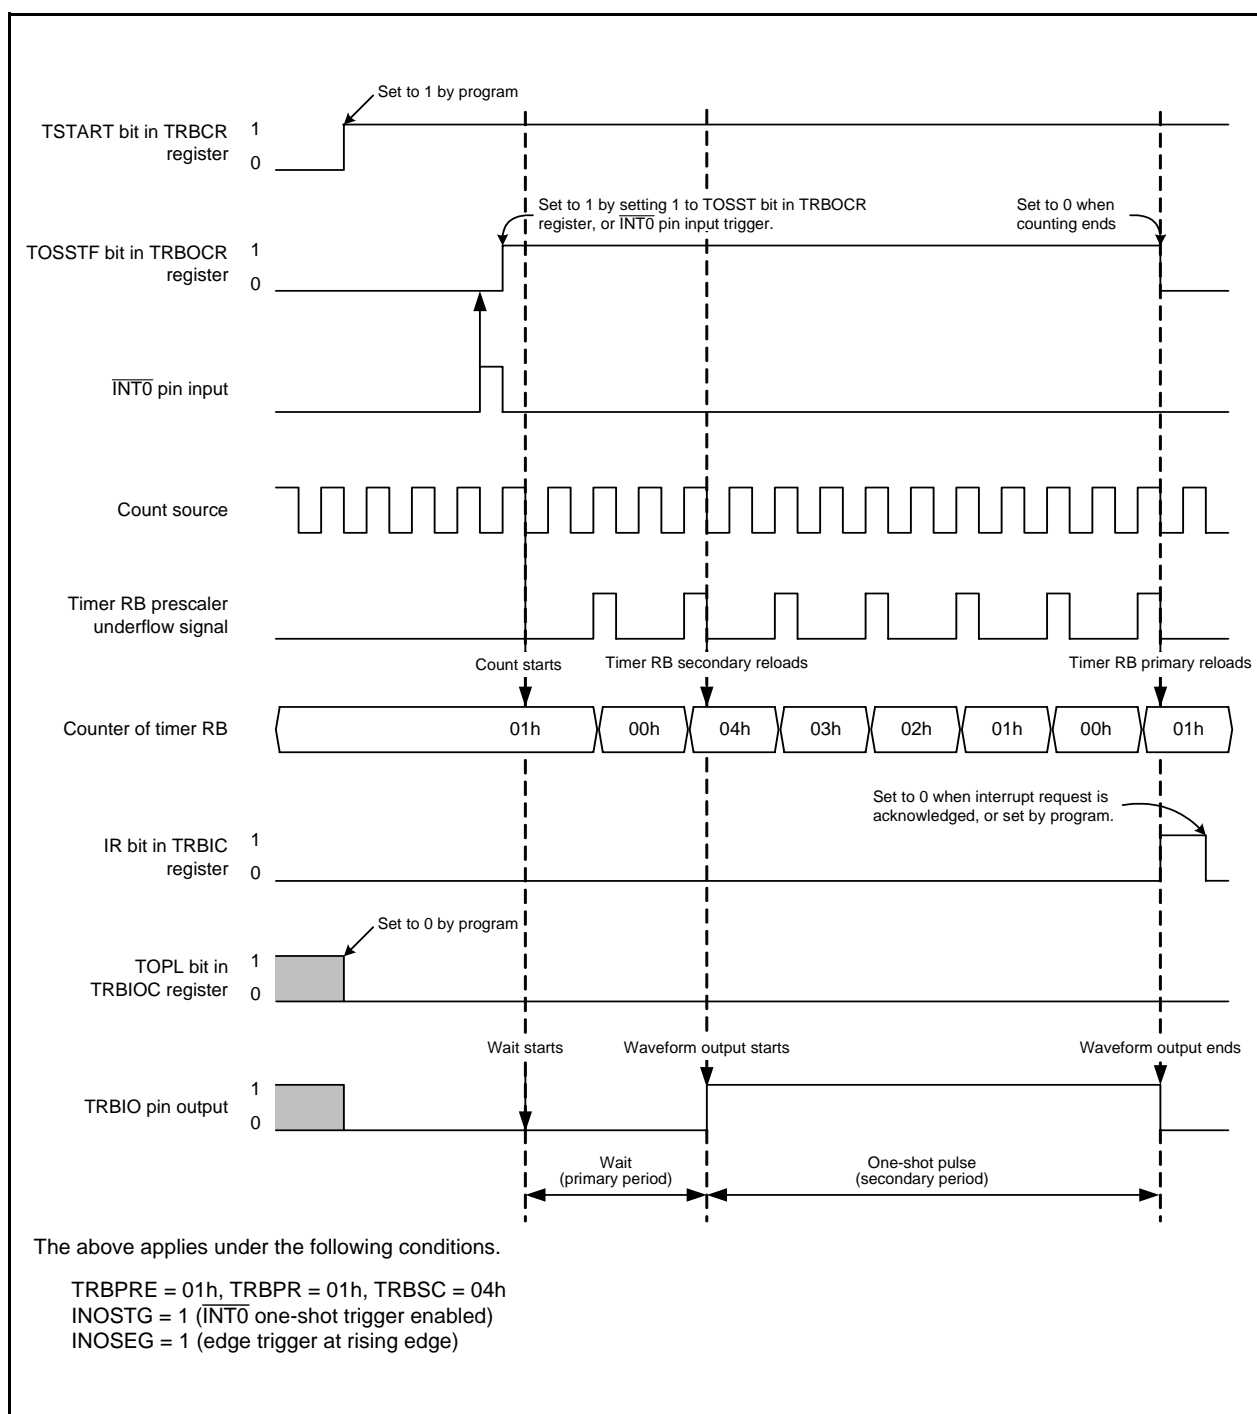 Set to 1 by program
TSTART bit in TRBCR
register
1
0
Set to 1 by setting 1 to TOSST bit in TRBOCR
register, or INT0 pin input trigger.
Set to 0 when
counting ends
TOSSTF bit in TRBOCR
register
1
0
INT0 pin input
Count source
Timer RB prescaler
underflow signal
Count starts
Timer RB secondary reloads
Timer RB primary reloads
Counter of timer RB
01h
00h
04h
03h
02h
01h
00h
01h
Set to 0 when interrupt request is
acknowledged, or set by program.
IR bit in TRBIC
register
1
0
Set to 0 by program
TOPL bit in
TRBIOC register
1
0
Wait starts
Waveform output starts
Waveform output ends
TRBIO pin output
1
0
Wait
(primary period)
One-shot pulse
(secondary period)
The above applies under the following conditions.
TRBPRE = 01h, TRBPR = 01h, TRBSC = 04h
INOSTG = 1 (INT0 one-shot trigger enabled)
INOSEG = 1 (edge trigger at rising edge)